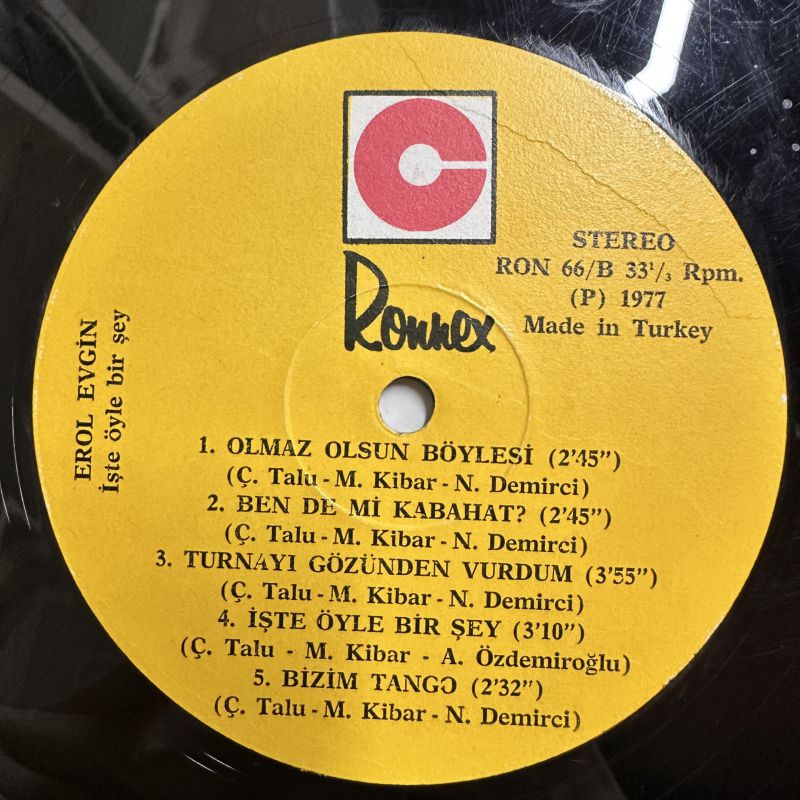 Ronnex
STEREO
RON 66/B 33¹/₃ Rpm.
(P) 1977
Made in Turkey
EROL EVGİN
İşte öyle bir şey
1. OLMAZ OLSUN BÖYLESİ (2'45")
(Ç. Talu - M. Kibar - N. Demirci)
2. BEN DE Mİ KABAHAT? (2'45")
(Ç. Talu - M. Kibar - N. Demirci)
3. TURNAYI GÖZÜNDEN VURDUM (3'55")
(Ç. Talu - M. Kibar - N. Demirci)
4. İŞTE ÖYLE BİR ŞEY (3'10")
(Ç. Talu - M. Kibar - A. Özdemiroğlu)
5. BİZİM TANGO (2'32")
(Ç. Talu - M. Kibar - N. Demirci)